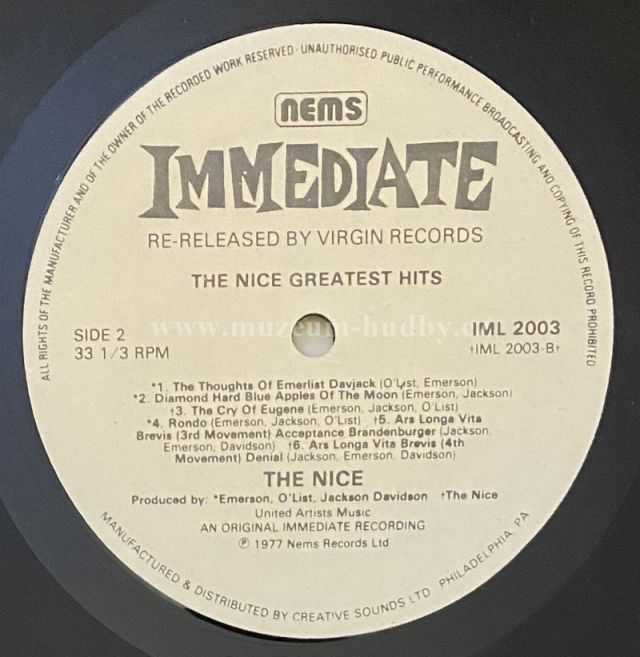 ALL RIGHTS OF THE MANUFACTURER AND OF THE OWNER OF THE RECORDED WORK RESERVED · UNAUTHORISED PUBLIC PERFORMANCE BROADCASTING AND COPYING OF THIS RECORD PROHIBITED
nems
IMMEDIATE
RE-RELEASED BY VIRGIN RECORDS
THE NICE GREATEST HITS
www.muzeum-hudby.
SIDE 2
33 1/3 RPM
IML 2003
†IML 2003-B†
*1. The Thoughts Of Emerlist Davjack (O'List, Emerson)
*2. Diamond Hard Blue Apples Of The Moon (Emerson, Jackson)
†3. The Cry Of Eugene (Emerson, Jackson, O'List)
*4. Rondo (Emerson, Jackson, O'List) †5. Ars Longa Vita
Brevis (3rd Movement) Acceptance Brandenburger (Jackson,
Emerson, Davidson) †6. Ars Longa Vita Brevis (4th
Movement) Denial (Jackson, Emerson, Davidson)
THE NICE
Produced by: *Emerson, O'List, Jackson Davidson †The Nice
United Artists Music
AN ORIGINAL IMMEDIATE RECORDING
℗ 1977 Nems Records Ltd
MANUFACTURED & DISTRIBUTED BY CREATIVE SOUNDS LTD PHILADELPHIA, PA